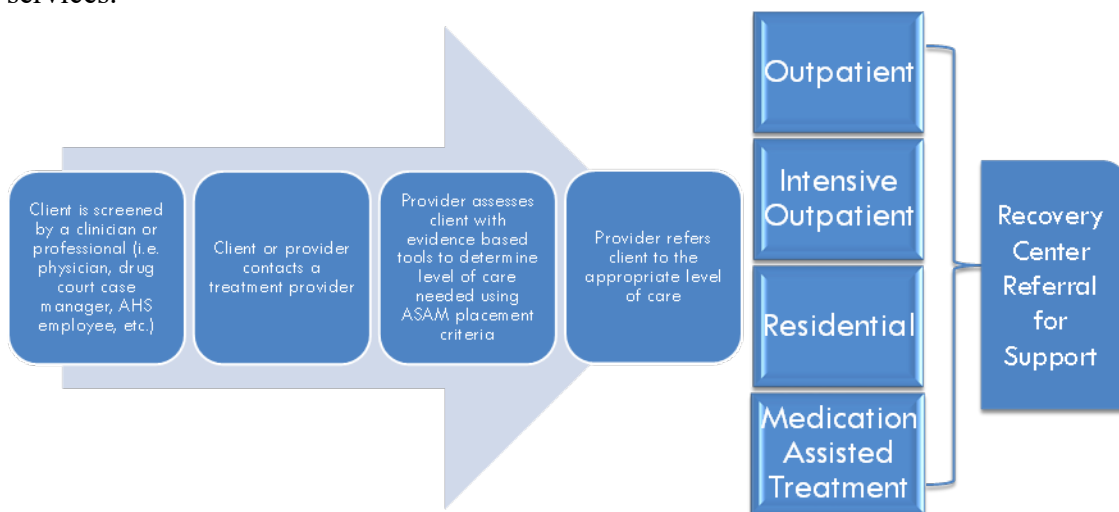 services.
Client is screened
by a clinician or
professional (i.e.
physician, drug
court case
manager, AHS
employee, etc.)
Client or provider
contacts a
treatment provider
Provider assesses
client with
evidence based
tools to determine
level of care
needed using
ASAM placement
criteria
Provider refers
client to the
appropriate level
of care
Outpatient
Intensive
Outpatient
Residential
Medication
Assisted
Treatment
Recovery
Center
Referral
for
Support